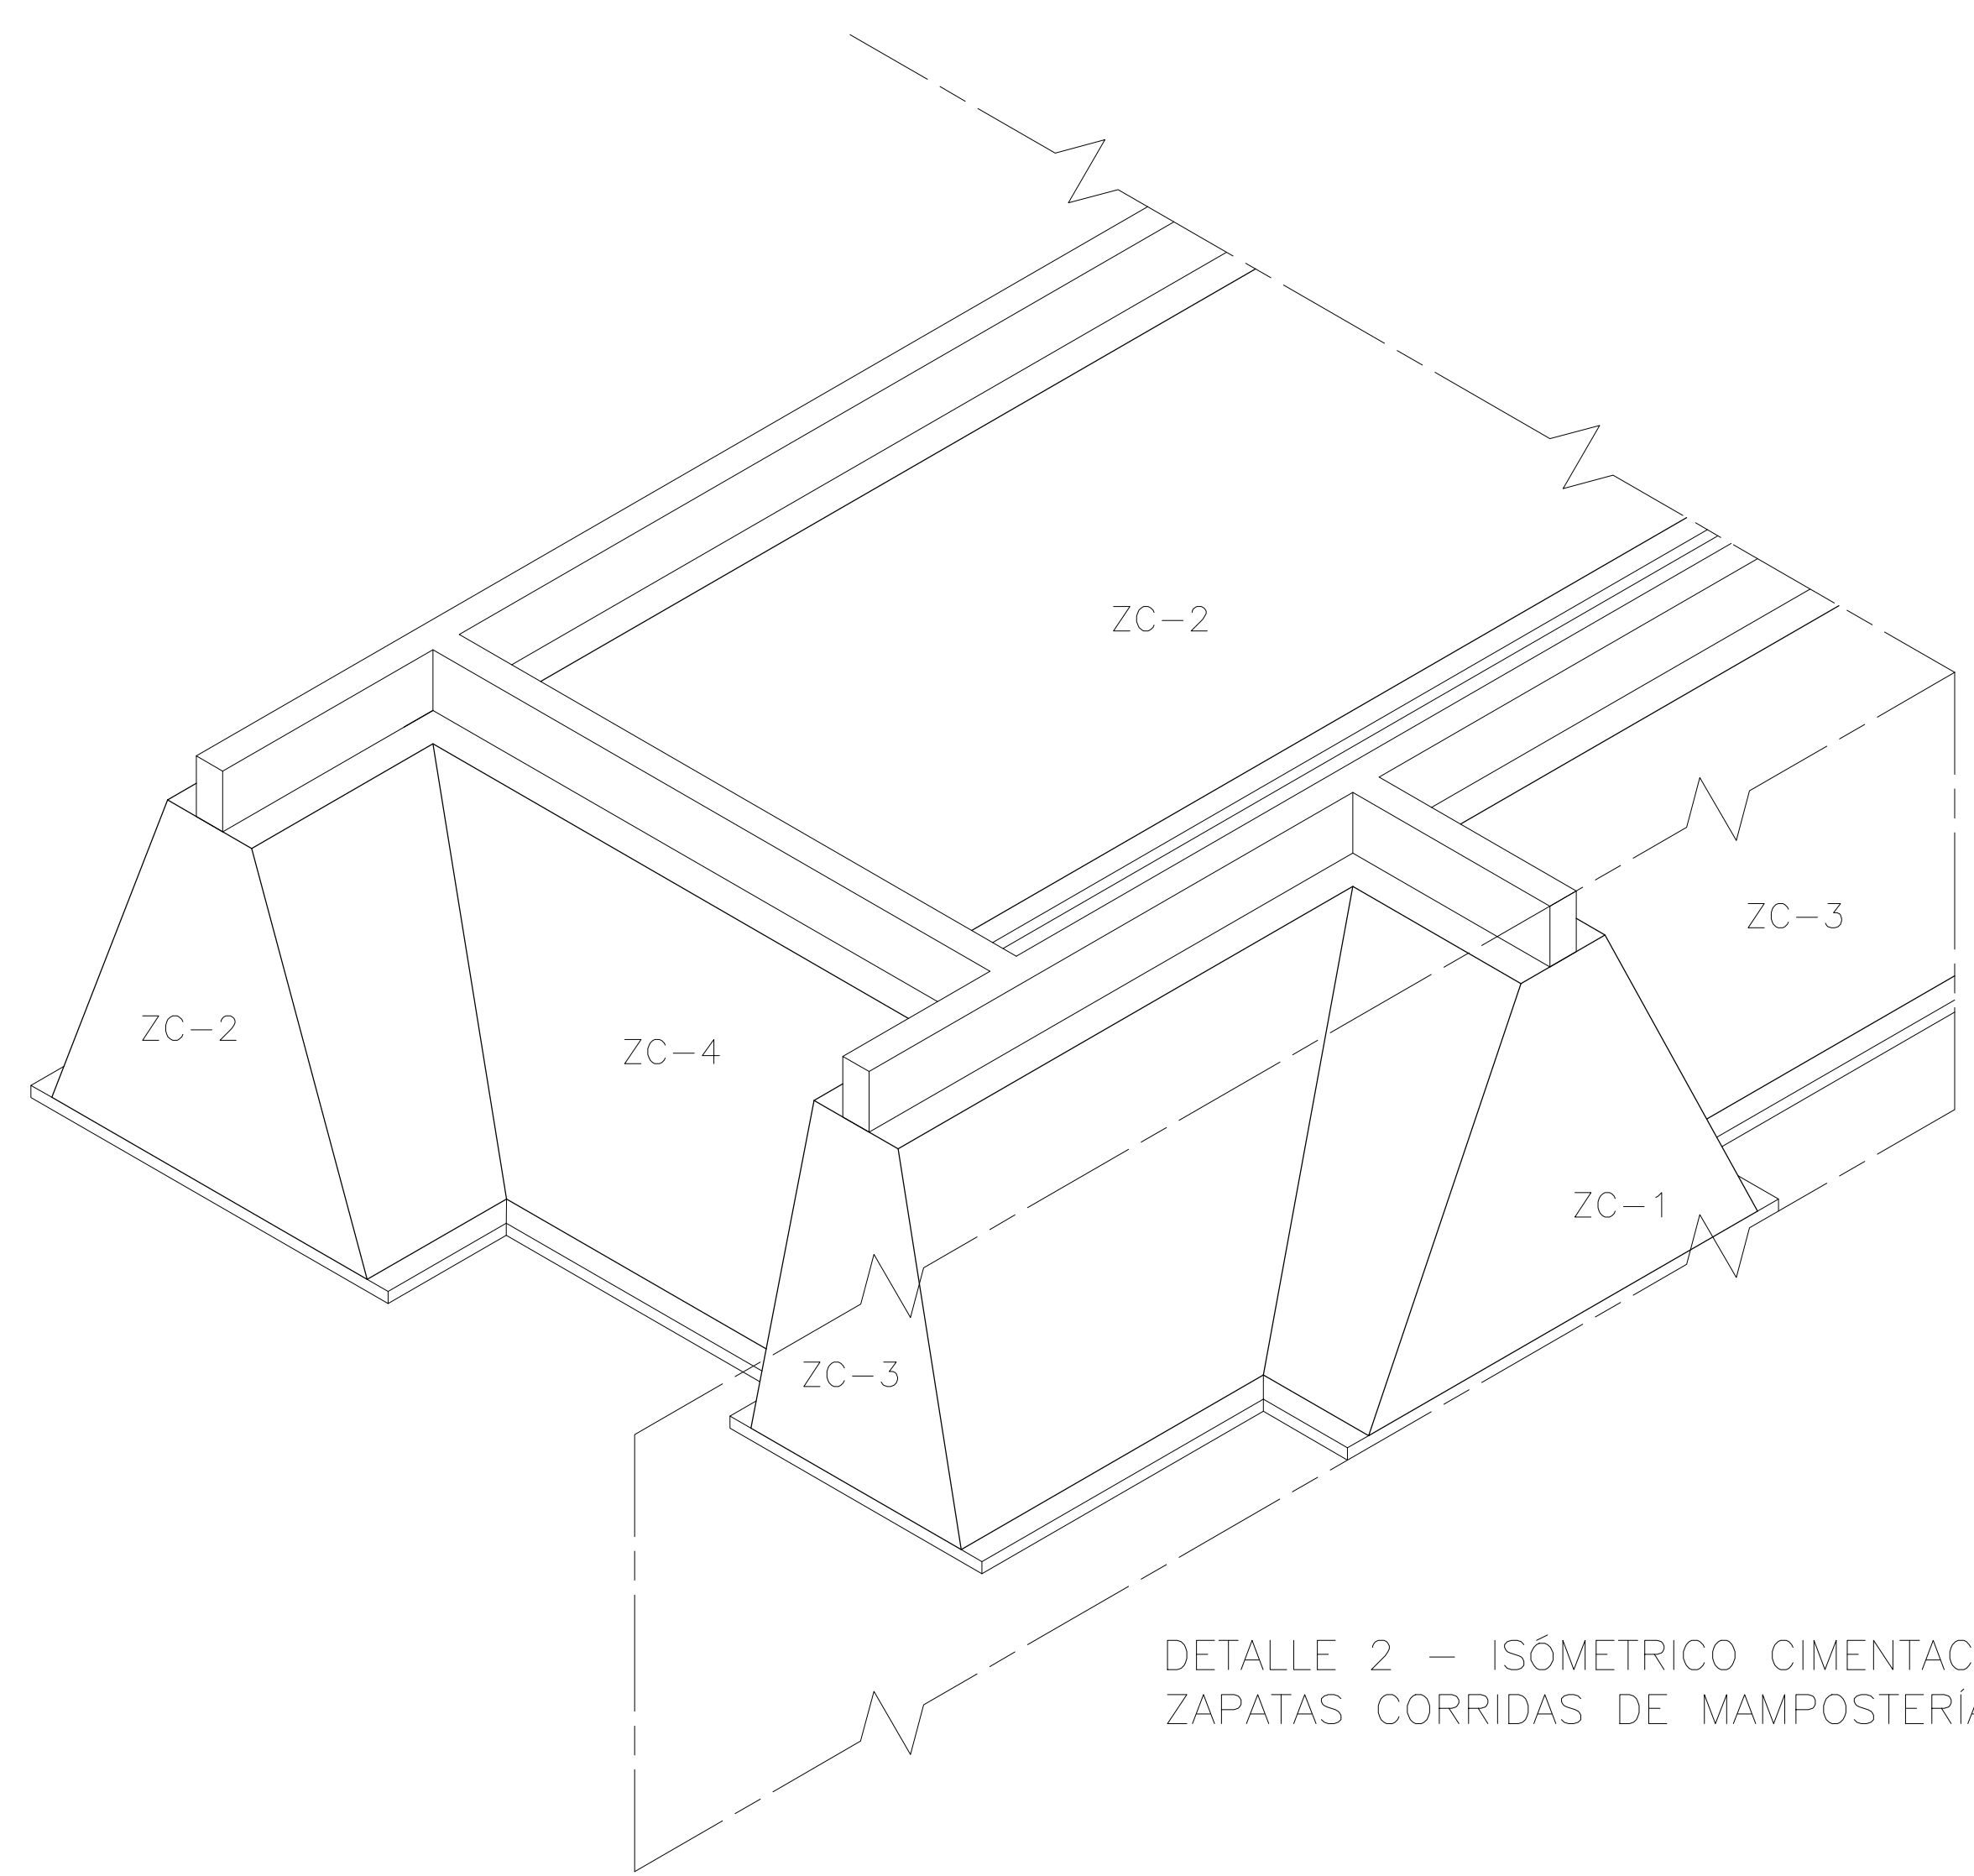 ZC-2
ZC-3
ZC-2
ZC-4
ZC-1
ZC-3
DETALLE 2 - ISÓMETRICO CIMENTAC
ZAPATAS CORRIDAS DE MAMPOSTERÍA